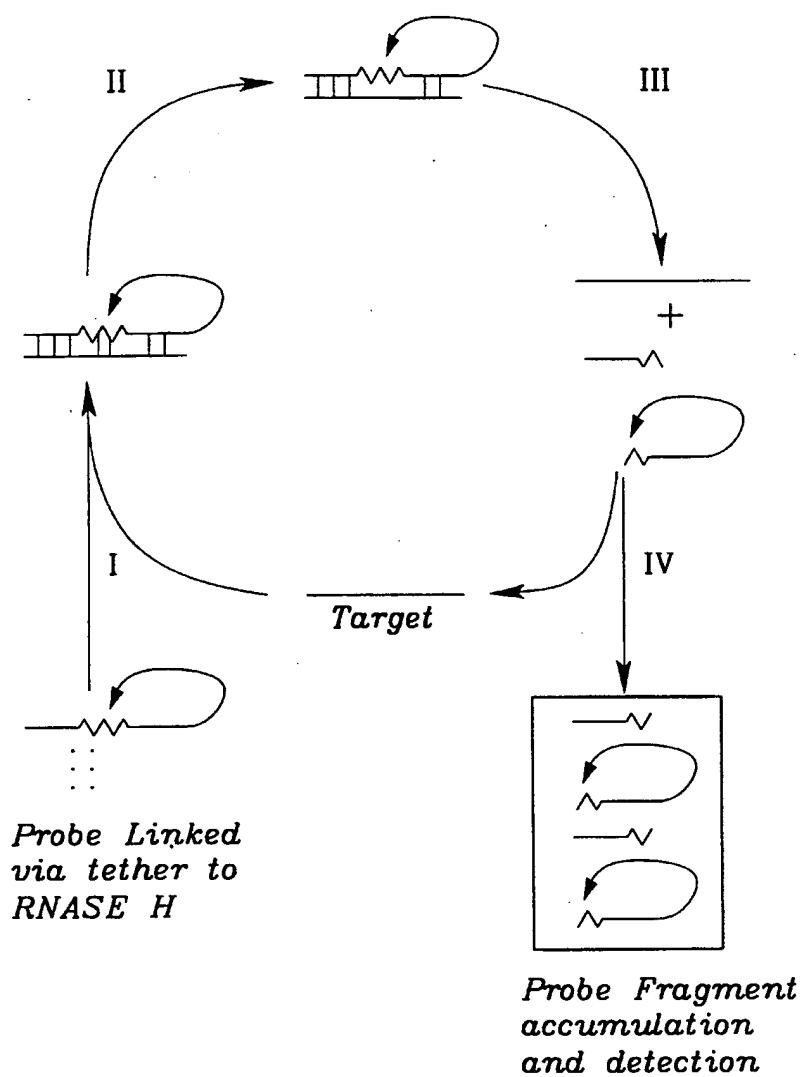 II
III
+
I
IV
Target
Probe Linked
via tether to
RNASE H
Probe Fragment
accumulation
and detection